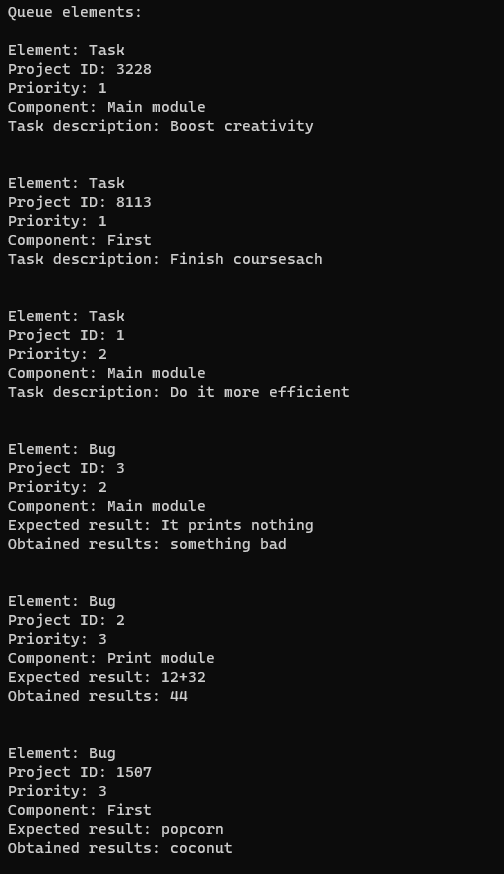 Queue elements:
Element: Task
Project ID: 3228
Priority: 1
Component: Main module
Task description: Boost creativity
Element: Task
Project ID: 8113
Priority: 1
Component: First
Task description: Finish coursesach
Element: Task
Project ID: 1
Priority: 2
Component: Main module
Task description: Do it more efficient
Element: Bug
Project ID: 3
Priority: 2
Component: Main module
Expected result: It prints nothing
Obtained results: something bad
Element: Bug
Project ID: 2
Priority: 3
Component: Print module
Expected result: 12+32
Obtained results: 44
Element: Bug
Project ID: 1507
Priority: 3
Component: First
Expected result: popcorn
Obtained results: coconut